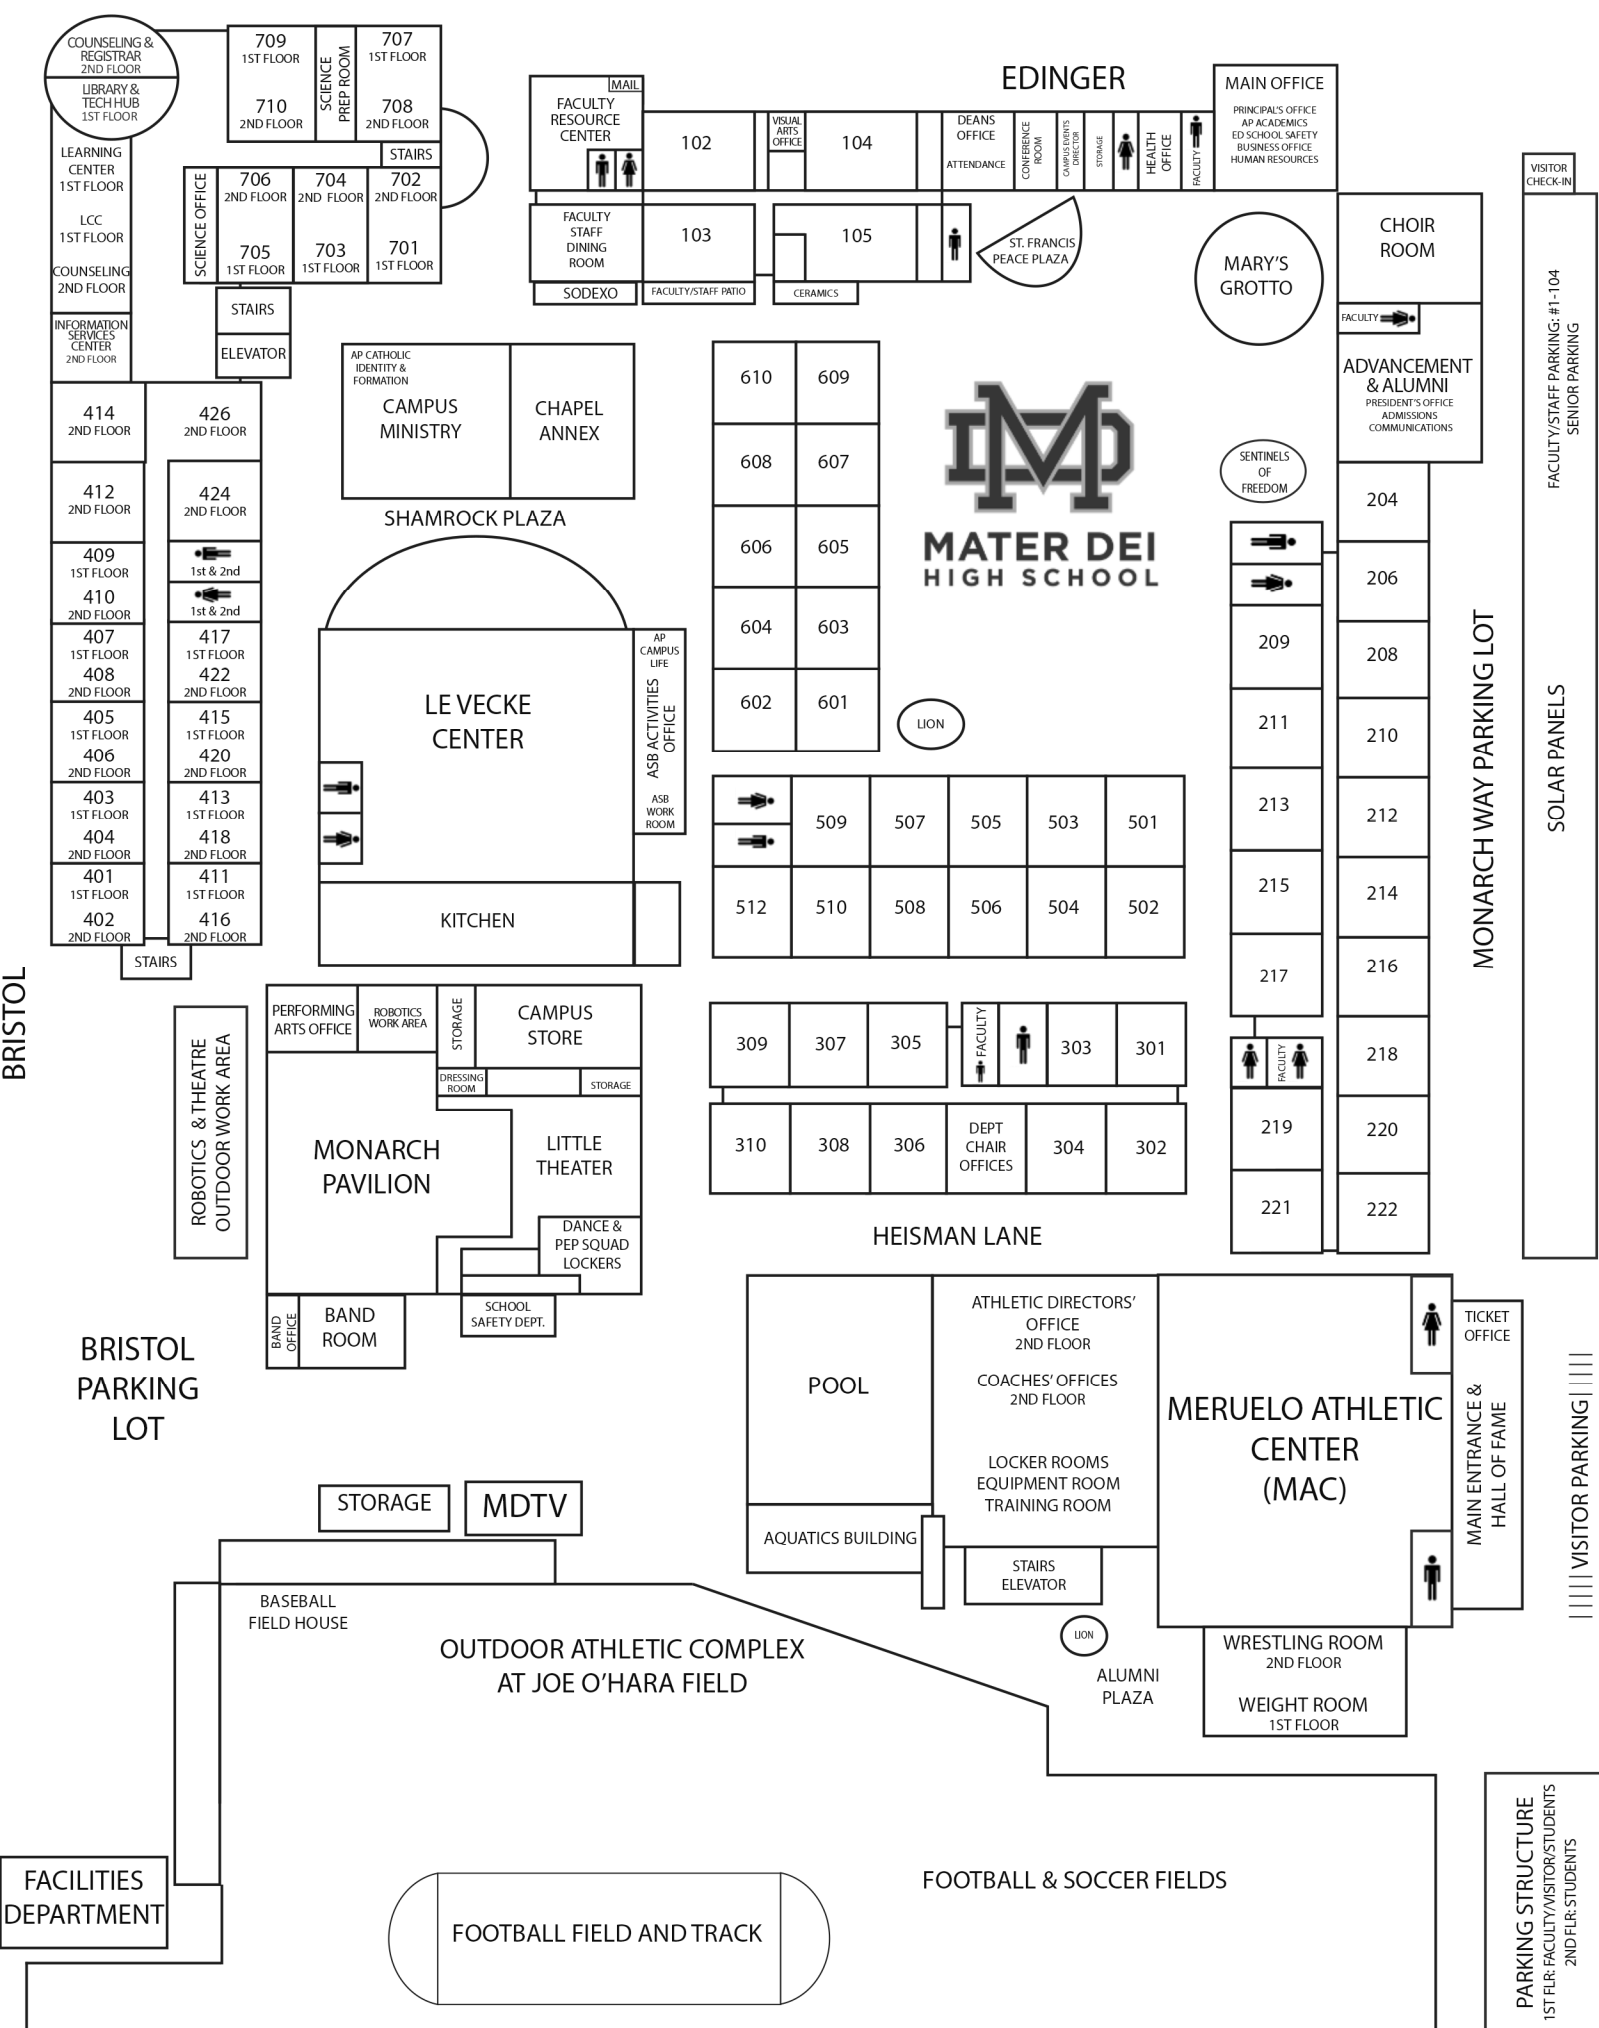 COUNSELING &
REGISTRAR
2ND FLOOR
LIBRARY &
TECH HUB
1ST FLOOR
709
1ST FLOOR
710
2ND FLOOR
SCIENCE
PREP ROOM
707
1ST FLOOR
708
2ND FLOOR
STAIRS
LEARNING
CENTER
1ST FLOOR
LCC
1ST FLOOR
COUNSELING
2ND FLOOR
INFORMATION
SERVICES
CENTER
2ND FLOOR
SCIENCE OFFICE
706
2ND FLOOR
705
1ST FLOOR
704
2ND FLOOR
703
1ST FLOOR
702
2ND FLOOR
701
1ST FLOOR
STAIRS
ELEVATOR
EDINGER
MAIL
FACULTY
RESOURCE
CENTER
102
VISUAL
ARTS
OFFICE
104
DEANS
OFFICE
ATTENDANCE
CONFERENCE
ROOM
CAMPUS EVENTS
DIRECTOR
STORAGE
HEALTH
OFFICE
FACULTY
MAIN OFFICE
PRINCIPAL'S OFFICE
AP ACADEMICS
ED SCHOOL SAFETY
BUSINESS OFFICE
HUMAN RESOURCES
FACULTY
STAFF
DINING
ROOM
SODEXO
103
FACULTY/STAFF PATIO
105
CERAMICS
ST. FRANCIS
PEACE PLAZA
MARY'S
GROTTO
VISITOR
CHECK-IN
CHOIR
ROOM
FACULTY
ADVANCEMENT
& ALUMNI
PRESIDENT'S OFFICE
ADMISSIONS
COMMUNICATIONS
FACULTY/STAFF PARKING: #1-104
SENIOR PARKING
SOLAR PANELS
MONARCH WAY PARKING LOT
AP CATHOLIC
IDENTITY &
FORMATION
CAMPUS
MINISTRY
CHAPEL
ANNEX
SHAMROCK PLAZA
610
609
608
607
606
605
604
603
602
601
MD
MATER DEI
HIGH SCHOOL
SENTINELS
OF
FREEDOM
LION
414
2ND FLOOR
426
2ND FLOOR
412
2ND FLOOR
424
2ND FLOOR
409
1ST FLOOR
410
2ND FLOOR
1st & 2nd
1st & 2nd
407
1ST FLOOR
408
2ND FLOOR
417
1ST FLOOR
422
2ND FLOOR
405
1ST FLOOR
406
2ND FLOOR
415
1ST FLOOR
420
2ND FLOOR
403
1ST FLOOR
404
2ND FLOOR
413
1ST FLOOR
418
2ND FLOOR
401
1ST FLOOR
402
2ND FLOOR
411
1ST FLOOR
416
2ND FLOOR
STAIRS
LE VECKE
CENTER
AP
CAMPUS
LIFE
ASB ACTIVITIES
OFFICE
ASB
WORK
ROOM
KITCHEN
509
507
505
503
501
512
510
508
506
504
502
204
206
208
210
212
214
216
218
220
222
209
211
213
215
217
FACULTY
219
221
BRISTOL
ROBOTICS & THEATRE
OUTDOOR WORK AREA
PERFORMING
ARTS OFFICE
ROBOTICS
WORK AREA
STORAGE
CAMPUS
STORE
DRESSING
ROOM
STORAGE
MONARCH
PAVILION
LITTLE
THEATER
DANCE &
PEP SQUAD
LOCKERS
SCHOOL
SAFETY DEPT.
BAND
OFFICE
BAND
ROOM
309
307
305
FACULTY
303
301
310
308
306
DEPT
CHAIR
OFFICES
304
302
HEISMAN LANE
BRISTOL
PARKING
LOT
POOL
AQUATICS BUILDING
ATHLETIC DIRECTORS'
OFFICE
2ND FLOOR
COACHES' OFFICES
2ND FLOOR
LOCKER ROOMS
EQUIPMENT ROOM
TRAINING ROOM
STAIRS
ELEVATOR
MERUELO ATHLETIC
CENTER
(MAC)
TICKET
OFFICE
MAIN ENTRANCE &
HALL OF FAME
VISITOR PARKING
STORAGE
MDTV
BASEBALL
FIELD HOUSE
OUTDOOR ATHLETIC COMPLEX
AT JOE O'HARA FIELD
LION
ALUMNI
PLAZA
WRESTLING ROOM
2ND FLOOR
WEIGHT ROOM
1ST FLOOR
FACILITIES
DEPARTMENT
FOOTBALL FIELD AND TRACK
FOOTBALL & SOCCER FIELDS
PARKING STRUCTURE
1ST FLR: FACULTY/VISITOR/STUDENTS
2ND FLR: STUDENTS